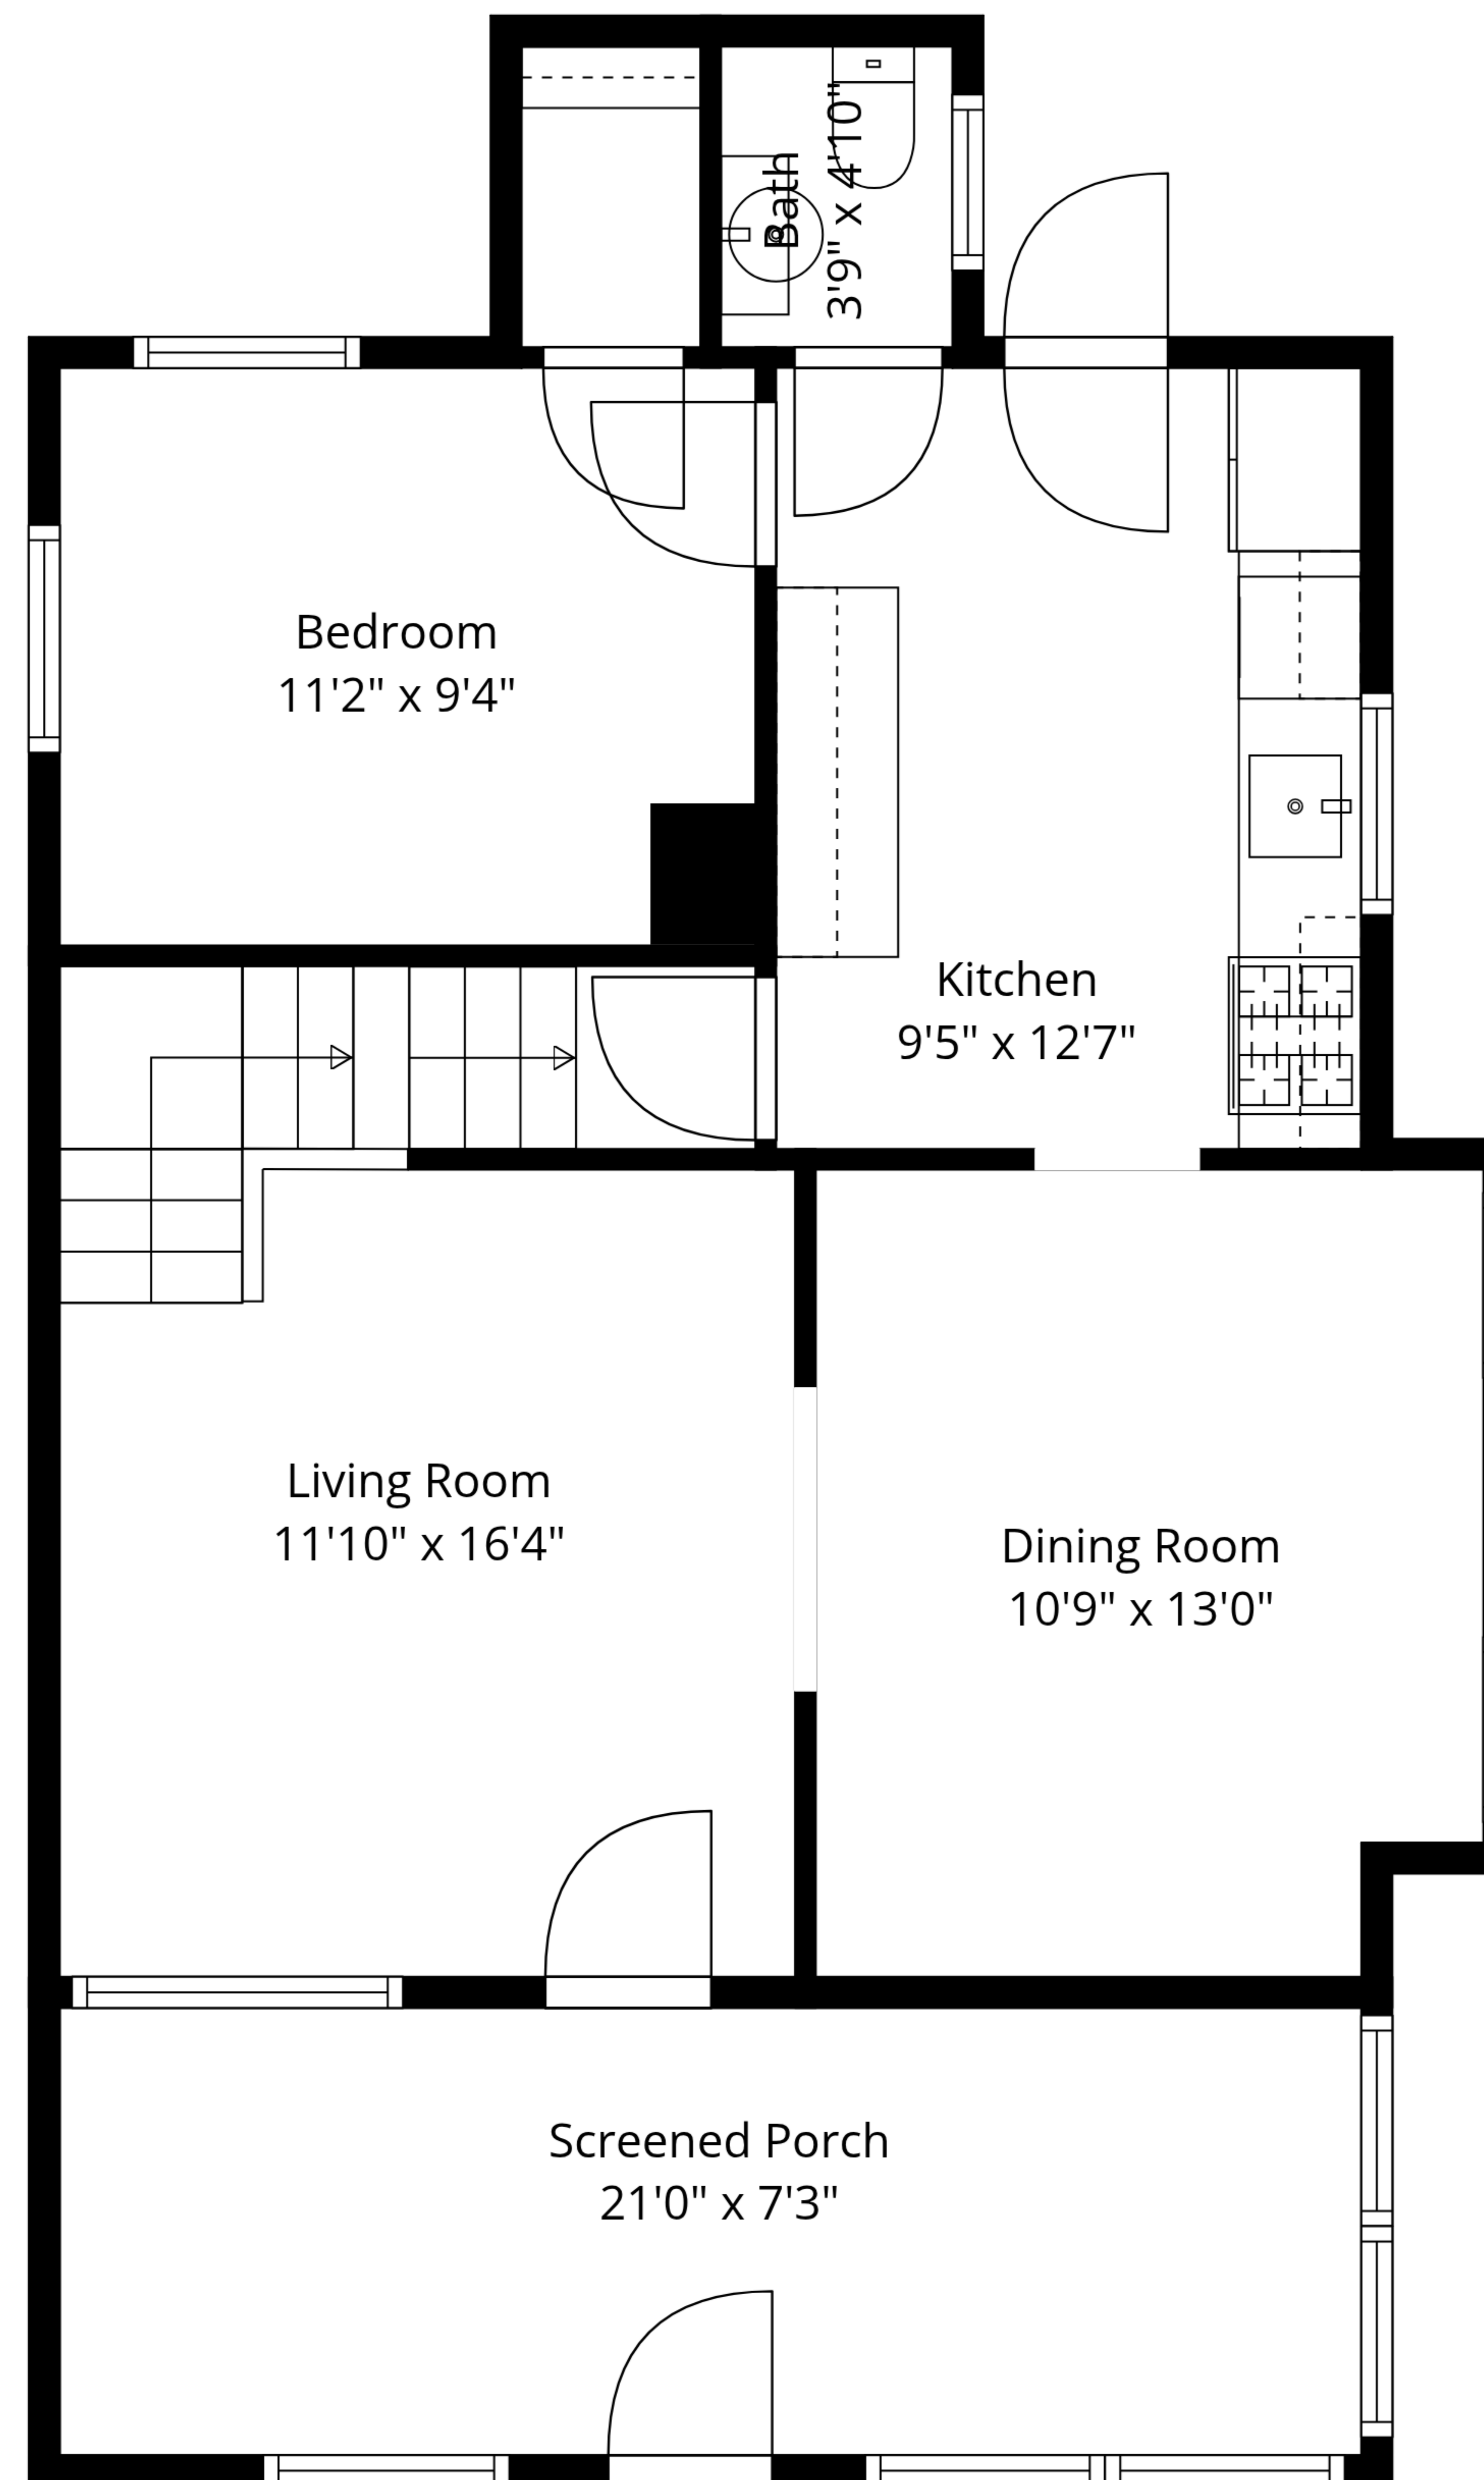 Bath
3'9" x 4'10"
Bedroom
11'2" x 9'4"
Kitchen
9'5" x 12'7"
Living Room
11'10" x 16'4"
Dining Room
10'9" x 13'0"
Screened Porch
21'0" x 7'3"